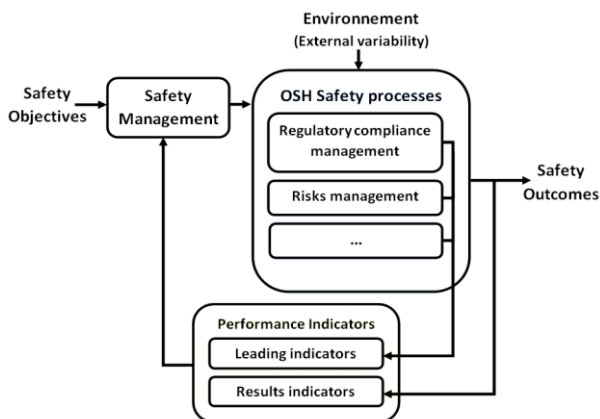 Environnement
(External variability)
Safety
Objectives
Safety
Management
OSH Safety processes
Regulatory compliance
management
Risks management
...
Safety
Outcomes
Performance Indicators
Leading indicators
Results indicators